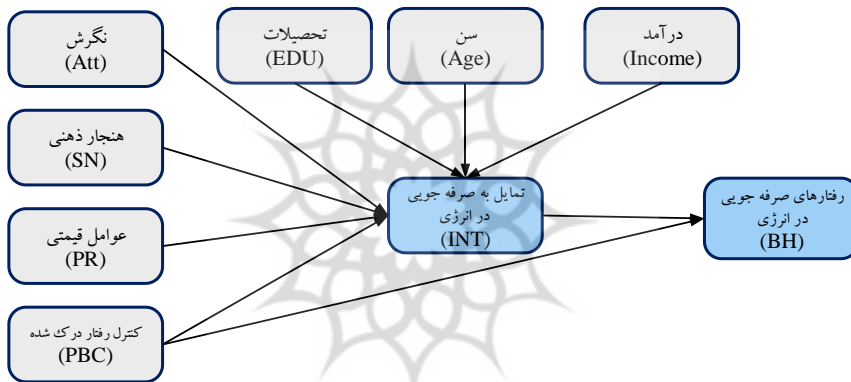 نگرش
(Att)
تحصیلات
(EDU)
سن
(Age)
درآمد
(Income)
هنجار ذهنی
(SN)
عوامل قیمتی
(PR)
کنترل رفتار درک شده
(PBC)
تمایل به صرفه جویی
در انرژی
(INT)
رفتارهای صرفه جویی
در انرژی
(BH)